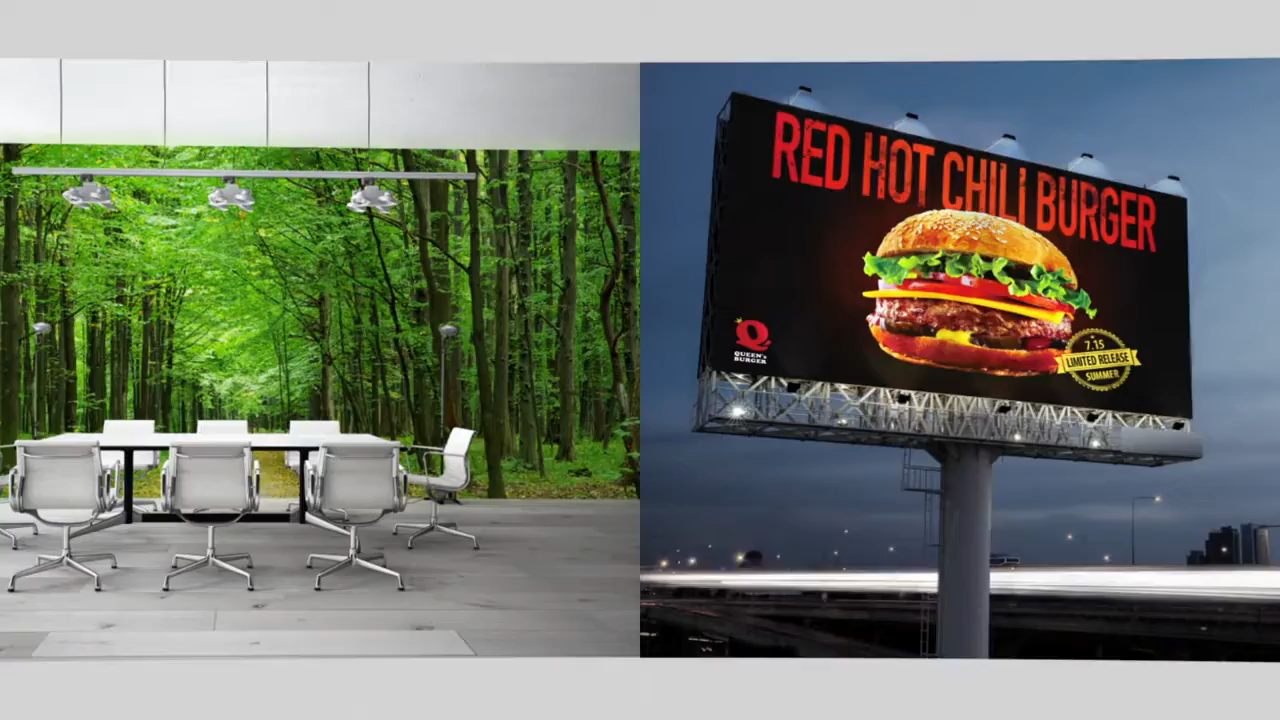 RED HOT CHILI BURGER
Q
QUEEN's
BURGER
7.15
LIMITED RELEASE
SUMMER